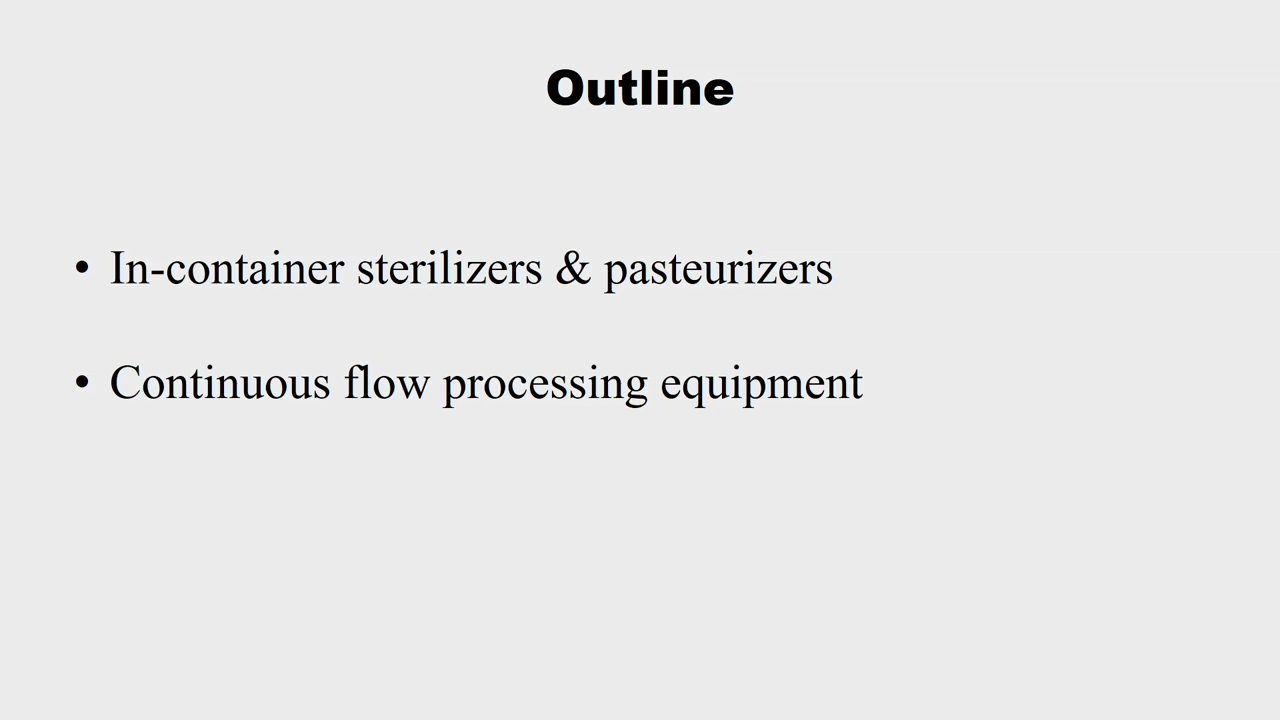 Outline
• In-container sterilizers & pasteurizers
• Continuous flow processing equipment